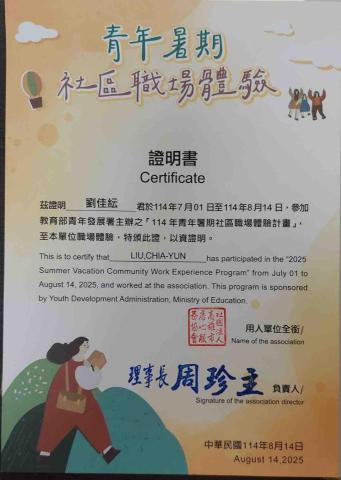 青年暑期
社區職場體驗
證明書
Certificate
茲證明 劉佳紜 君於114年7月01日至114年8月14日，參加
教育部青年發展署主辦之「114年青年暑期社區職場體驗計畫」，
至本單位職場體驗，特頒此證，以資證明。
This is to certify that LIU,CHIA-YUN has participated in the "2025
Summer Vacation Community Work Experience Program" from July 01 to
August 14, 2025, and worked at the association. This program is sponsored
by Youth Development Administration, Ministry of Education.
用人單位全銜/
Name of the association
理事長 周珍主 負責人/
Signature of the association director
中華民國114年8月14日
August 14,2025